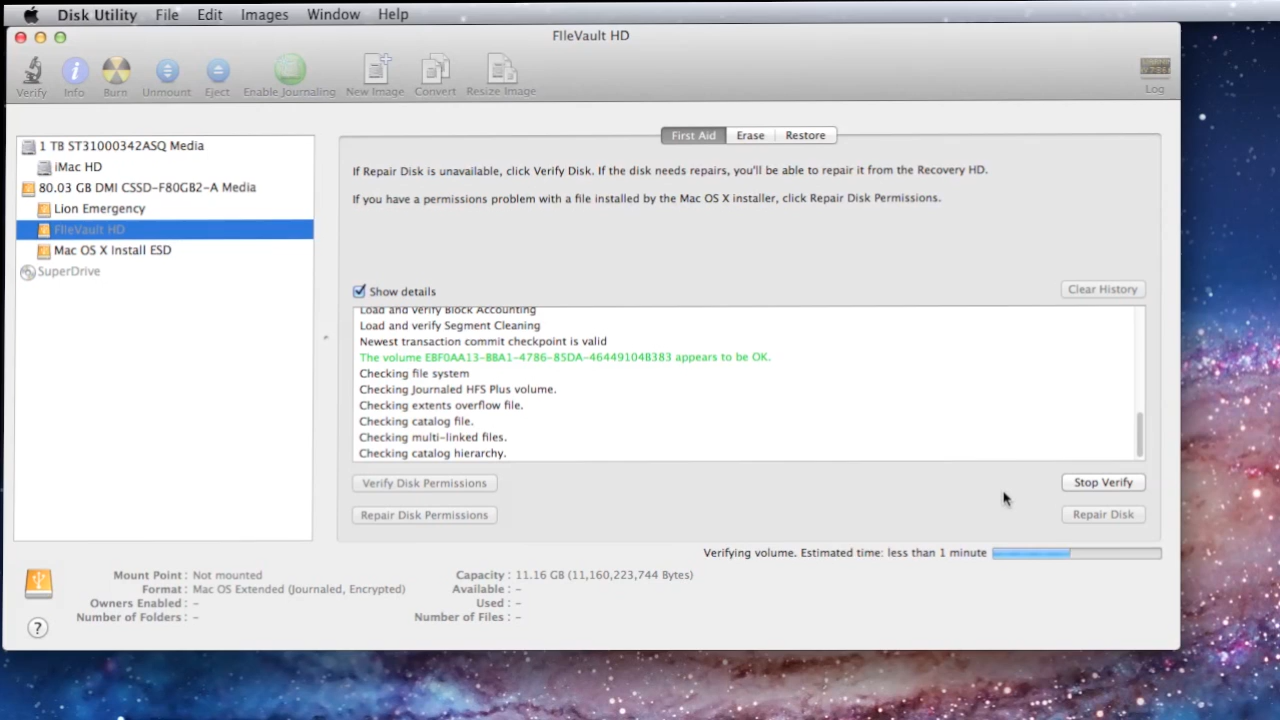 Disk Utility File Edit Images Window Help
FIleVault HD
Verify Info Burn Unmount Eject Enable Journaling New Image Convert Resize Image Log
1 TB ST31000342ASQ Media
iMac HD
80.03 GB DMI CSSD-F80GB2-A Media
Lion Emergency
FIleVault HD
Mac OS X Install ESD
SuperDrive
First Aid Erase Restore
If Repair Disk is unavailable, click Verify Disk. If the disk needs repairs, you'll be able to repair it from the Recovery HD.
If you have a permissions problem with a file installed by the Mac OS X installer, click Repair Disk Permissions.
Show details Clear History
Load and verify Block Accounting
Load and verify Segment Cleaning
Newest transaction commit checkpoint is valid
The volume EBF0AA13-BBA1-4786-85DA-46449104B383 appears to be OK.
Checking file system
Checking Journaled HFS Plus volume.
Checking extents overflow file.
Checking catalog file.
Checking multi-linked files.
Checking catalog hierarchy.
Verify Disk Permissions Stop Verify
Repair Disk Permissions Repair Disk
Verifying volume. Estimated time: less than 1 minute
Mount Point : Not mounted Capacity : 11.16 GB (11,160,223,744 Bytes)
Format : Mac OS Extended (Journaled, Encrypted) Available : -
Owners Enabled : - Used : -
Number of Folders : - Number of Files : -
?